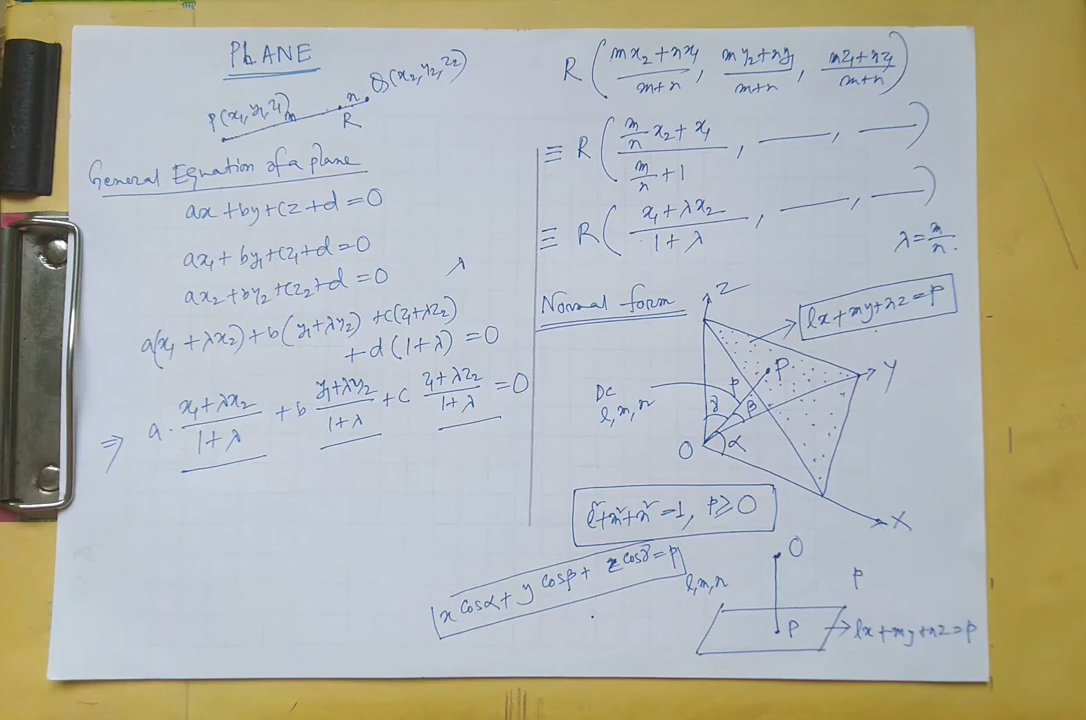 PLANE
P(x₁, y₁, z₁) m n Q(x₂, y₂, z₂)
R
General Equation of a plane
ax + by + cz + d = 0
ax₁ + by₁ + cz₁ + d = 0
ax₂ + by₂ + cz₂ + d = 0
λ
a(x₁ + λx₂) + b(y₁ + λy₂) + c(z₁ + λz₂)
+ d(1 + λ) = 0
⇒ a · (x₁ + λx₂)/(1 + λ) + b (y₁ + λy₂)/(1 + λ) + c (z₁ + λz₂)/(1 + λ) = 0
R( (mx₂ + nx₁)/(m+n), (my₂ + ny₁)/(m+n), (mz₁ + nz₁)/(m+n) )
≡ R( (m/n x₂ + x₁)/(m/n + 1), ——, —— )
≡ R( (x₁ + λx₂)/(1 + λ), ——, —— )
λ = m/n.
Normal form
Z
lx + my + nz = p
P
Y
DC
l, m, n
p
γ β
O α
X
l² + m² + n² = 1, p ≥ 0
x cosα + y cosβ + z cosγ = p
O
l, m, n
p
P
lx + my + nz = p